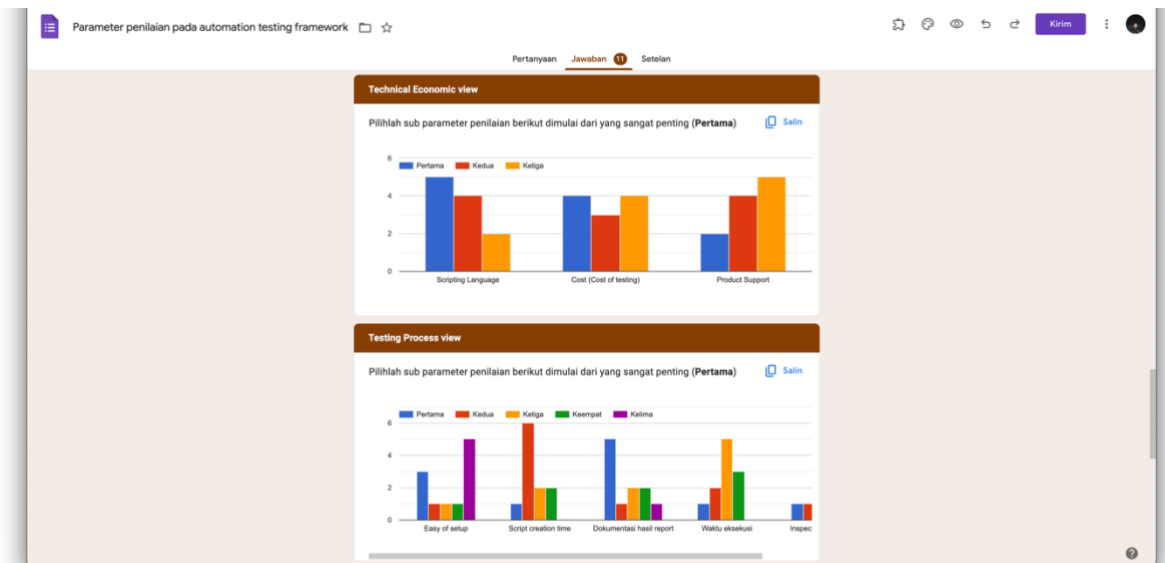 Parameter penilaian pada automation testing framework
Kirim
Pertanyaan Jawaban 11 Setelan
Technical Economic view
Pilihlah sub parameter penilaian berikut dimulai dari yang sangat penting (Pertama) Salin
6
Pertama Kedua Ketiga
4
2
0
Scripting Language Cost (Cost of testing) Product Support
Testing Process view
Pilihlah sub parameter penilaian berikut dimulai dari yang sangat penting (Pertama) Salin
Pertama Kedua Ketiga Keempat Kelima
6
4
2
0
Easy of setup Script creation time Dokumentasi hasil report Waktu eksekusi Inspec